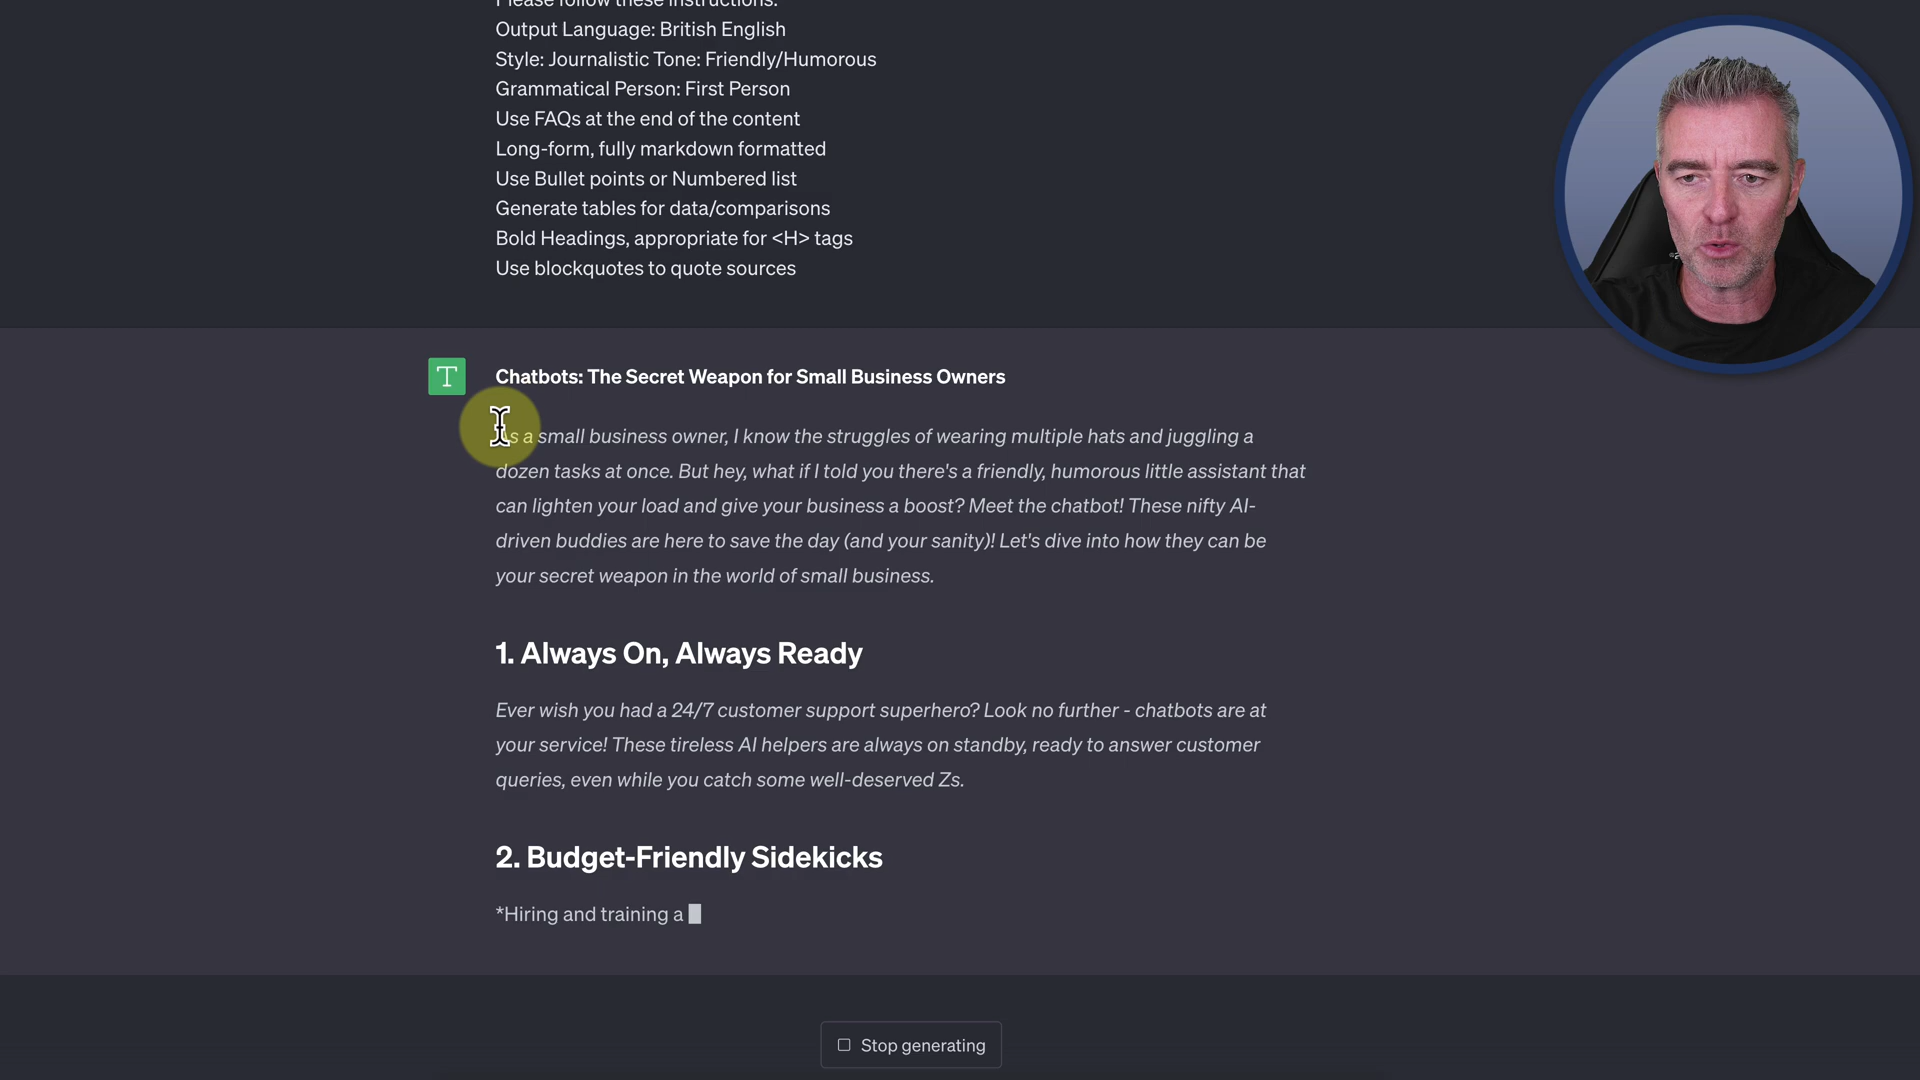 Please follow these instructions:
Output Language: British English
Style: Journalistic Tone: Friendly/Humorous
Grammatical Person: First Person
Use FAQs at the end of the content
Long-form, fully markdown formatted
Use Bullet points or Numbered list
Generate tables for data/comparisons
Bold Headings, appropriate for <H> tags
Use blockquotes to quote sources
T
Chatbots: The Secret Weapon for Small Business Owners
As a small business owner, I know the struggles of wearing multiple hats and juggling a
dozen tasks at once. But hey, what if I told you there's a friendly, humorous little assistant that
can lighten your load and give your business a boost? Meet the chatbot! These nifty AI-
driven buddies are here to save the day (and your sanity)! Let's dive into how they can be
your secret weapon in the world of small business.
1. Always On, Always Ready
Ever wish you had a 24/7 customer support superhero? Look no further - chatbots are at
your service! These tireless AI helpers are always on standby, ready to answer customer
queries, even while you catch some well-deserved Zs.
2. Budget-Friendly Sidekicks
*Hiring and training a
Stop generating